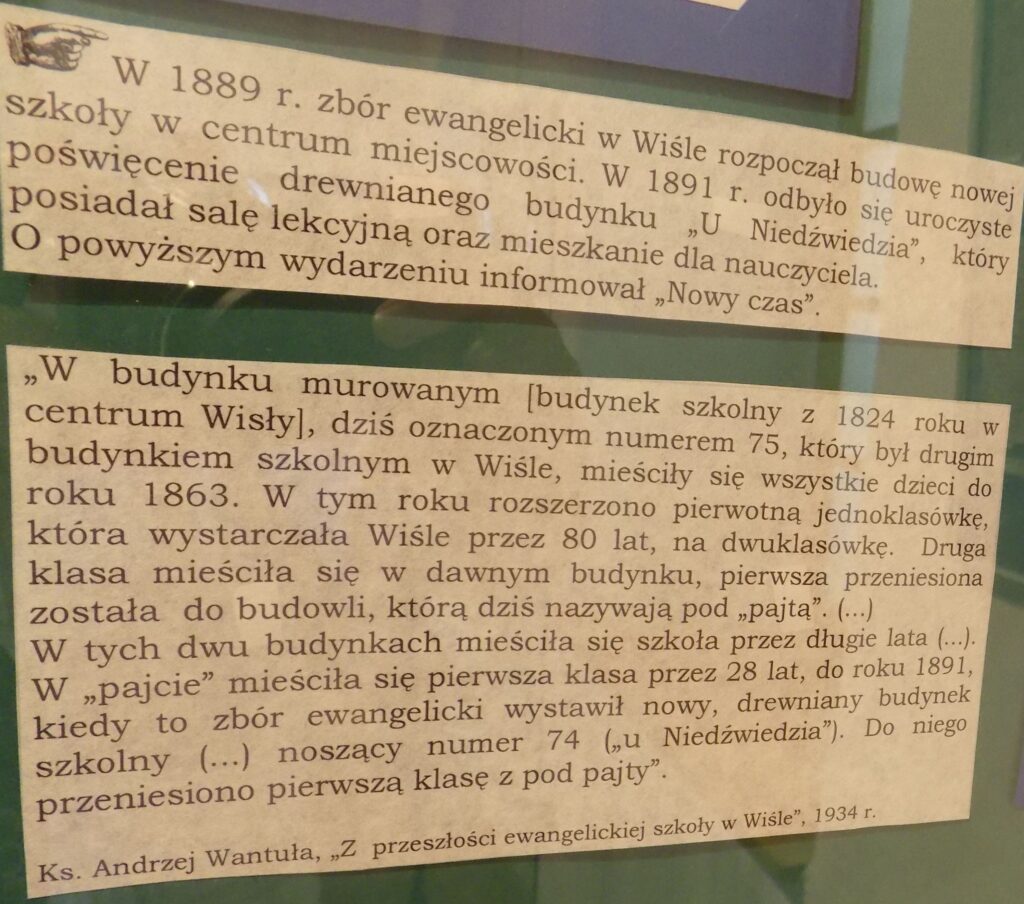 W 1889 r. zbór ewangelicki w Wiśle rozpoczął budowę nowej
szkoły w centrum miejscowości. W 1891 r. odbyło się uroczyste
poświęcenie drewnianego budynku „U Niedźwiedzia”, który
posiadał salę lekcyjną oraz mieszkanie dla nauczyciela.
O powyższym wydarzeniu informował „Nowy czas”.
„W budynku murowanym [budynek szkolny z 1824 roku w
centrum Wisły], dziś oznaczonym numerem 75, który był drugim
budynkiem szkolnym w Wiśle, mieściły się wszystkie dzieci do
roku 1863. W tym roku rozszerzono pierwotną jednoklasówkę,
która wystarczała Wiśle przez 80 lat, na dwuklasówkę. Druga
klasa mieściła się w dawnym budynku, pierwsza przeniesiona
została do budowli, którą dziś nazywają pod „pajtą”. (...)
W tych dwu budynkach mieściła się szkoła przez długie lata (...).
W „pajcie” mieściła się pierwsza klasa przez 28 lat, do roku 1891,
kiedy to zbór ewangelicki wystawił nowy, drewniany budynek
szkolny (...) noszący numer 74 („u Niedźwiedzia”). Do niego
przeniesiono pierwszą klasę z pod pajty”.
Ks. Andrzej Wantuła, „Z przeszłości ewangelickiej szkoły w Wiśle”, 1934 r.